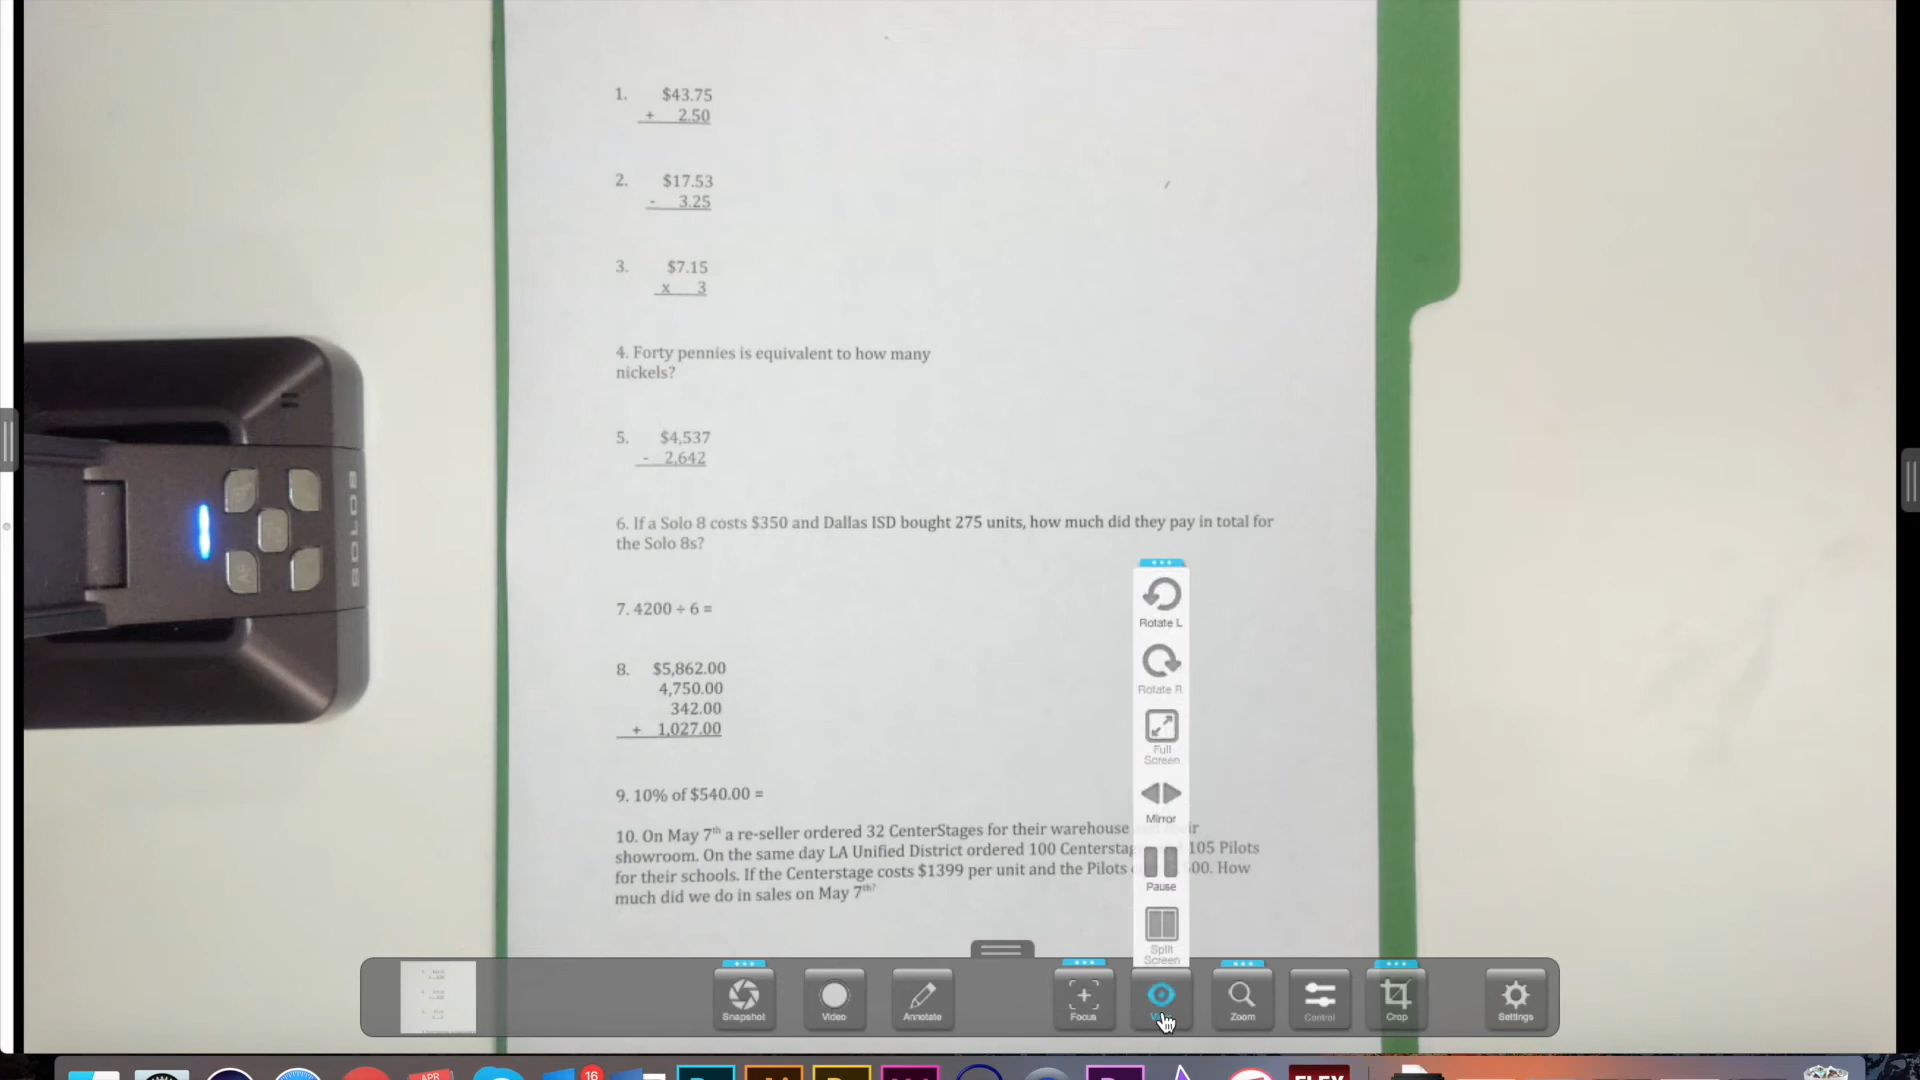 1. $43.75
+ 2.50
2. $17.53
- 3.25
3. $7.15
x 3
4. Forty pennies is equivalent to how many
nickels?
5. $4,537
- 2,642
6. If a Solo 8 costs $350 and Dallas ISD bought 275 units, how much did they pay in total for
the Solo 8s?
7. 4200 ÷ 6 =
8. $5,862.00
4,750.00
342.00
+ 1,027.00
9. 10% of $540.00 =
10. On May 7th a re-seller ordered 32 CenterStages for their warehouse
showroom. On the same day LA Unified District ordered 100 Centerstag 105 Pilots
for their schools. If the Centerstage costs $1399 per unit and the Pilots 00. How
much did we do in sales on May 7th?
SOLO8
AF
Rotate L
Rotate R
Full
Screen
Mirror
Pause
Split
Screen
Snapshot
Video
Annotate
Focus
Zoom
Control
Crop
Settings
APR
16
FLEX